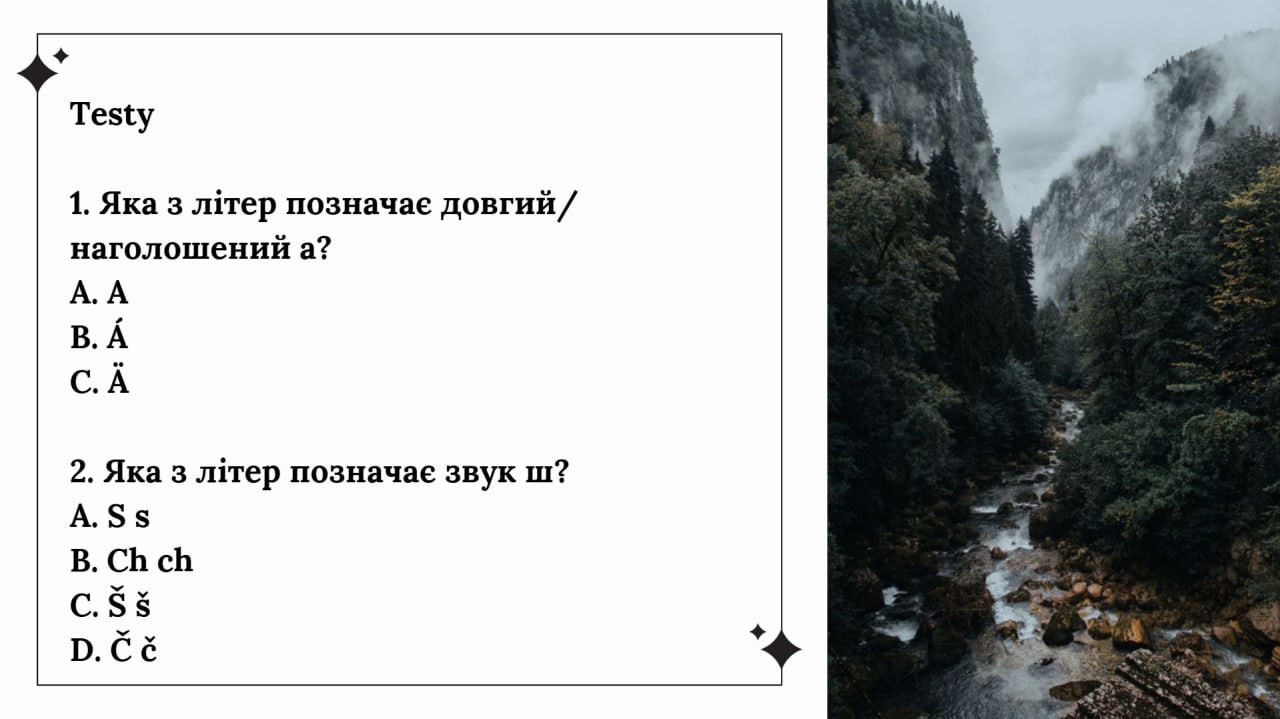 Testy
1. Яка з літер позначає довгий/
наголошений а?
A. A
B. Á
C. Ä
2. Яка з літер позначає звук ш?
A. S s
B. Ch ch
C. Š š
D. Č č